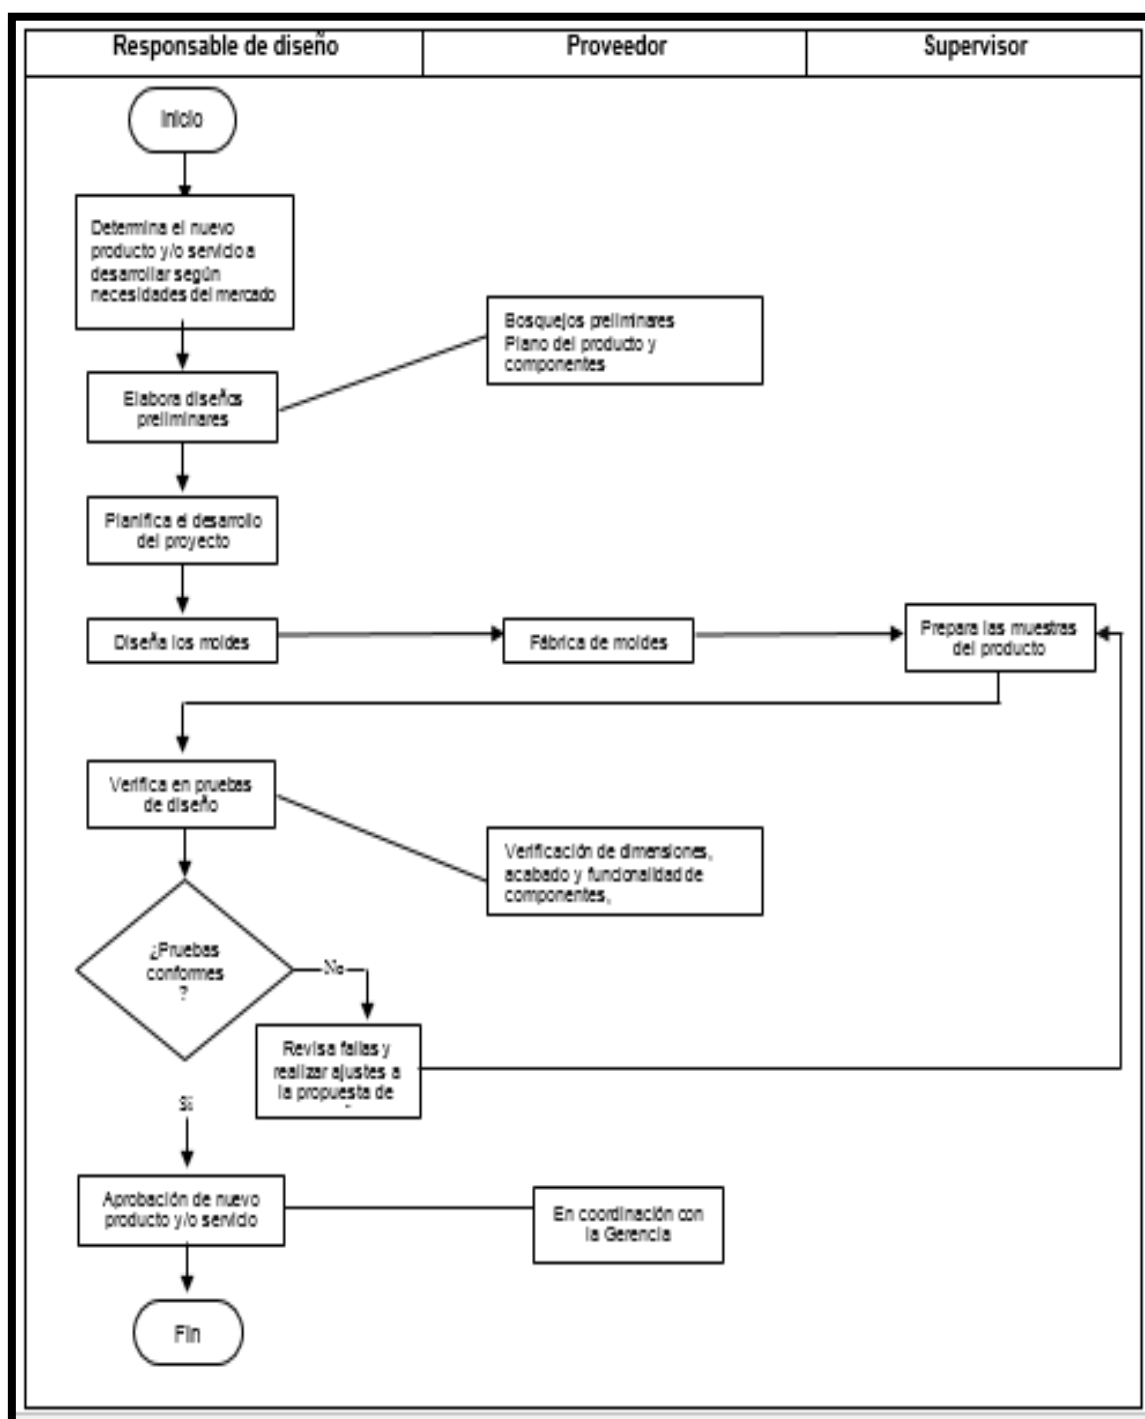 Responsable de diseño
Proveedor
Supervisor
Inicio
Determina el nuevo
producto y/o servicio a
desarrollar según
necesidades del mercado
Bosquejos preliminares
Plano del producto y
componentes
Elabora diseños
preliminares
Planifica el desarrollo
del proyecto
Diseña los moldes
Fábrica de moldes
Prepara las muestras
del producto
Verifica en pruebas
de diseño
Verificación de dimensiones,
acabado y funcionalidad de
componentes,
¿Pruebas
conformes
?
No
Revisa fallas y
realizar ajustes a
la propuesta de
Si
Aprobación de nuevo
producto y/o servicio
En coordinación con
la Gerencia
Fin